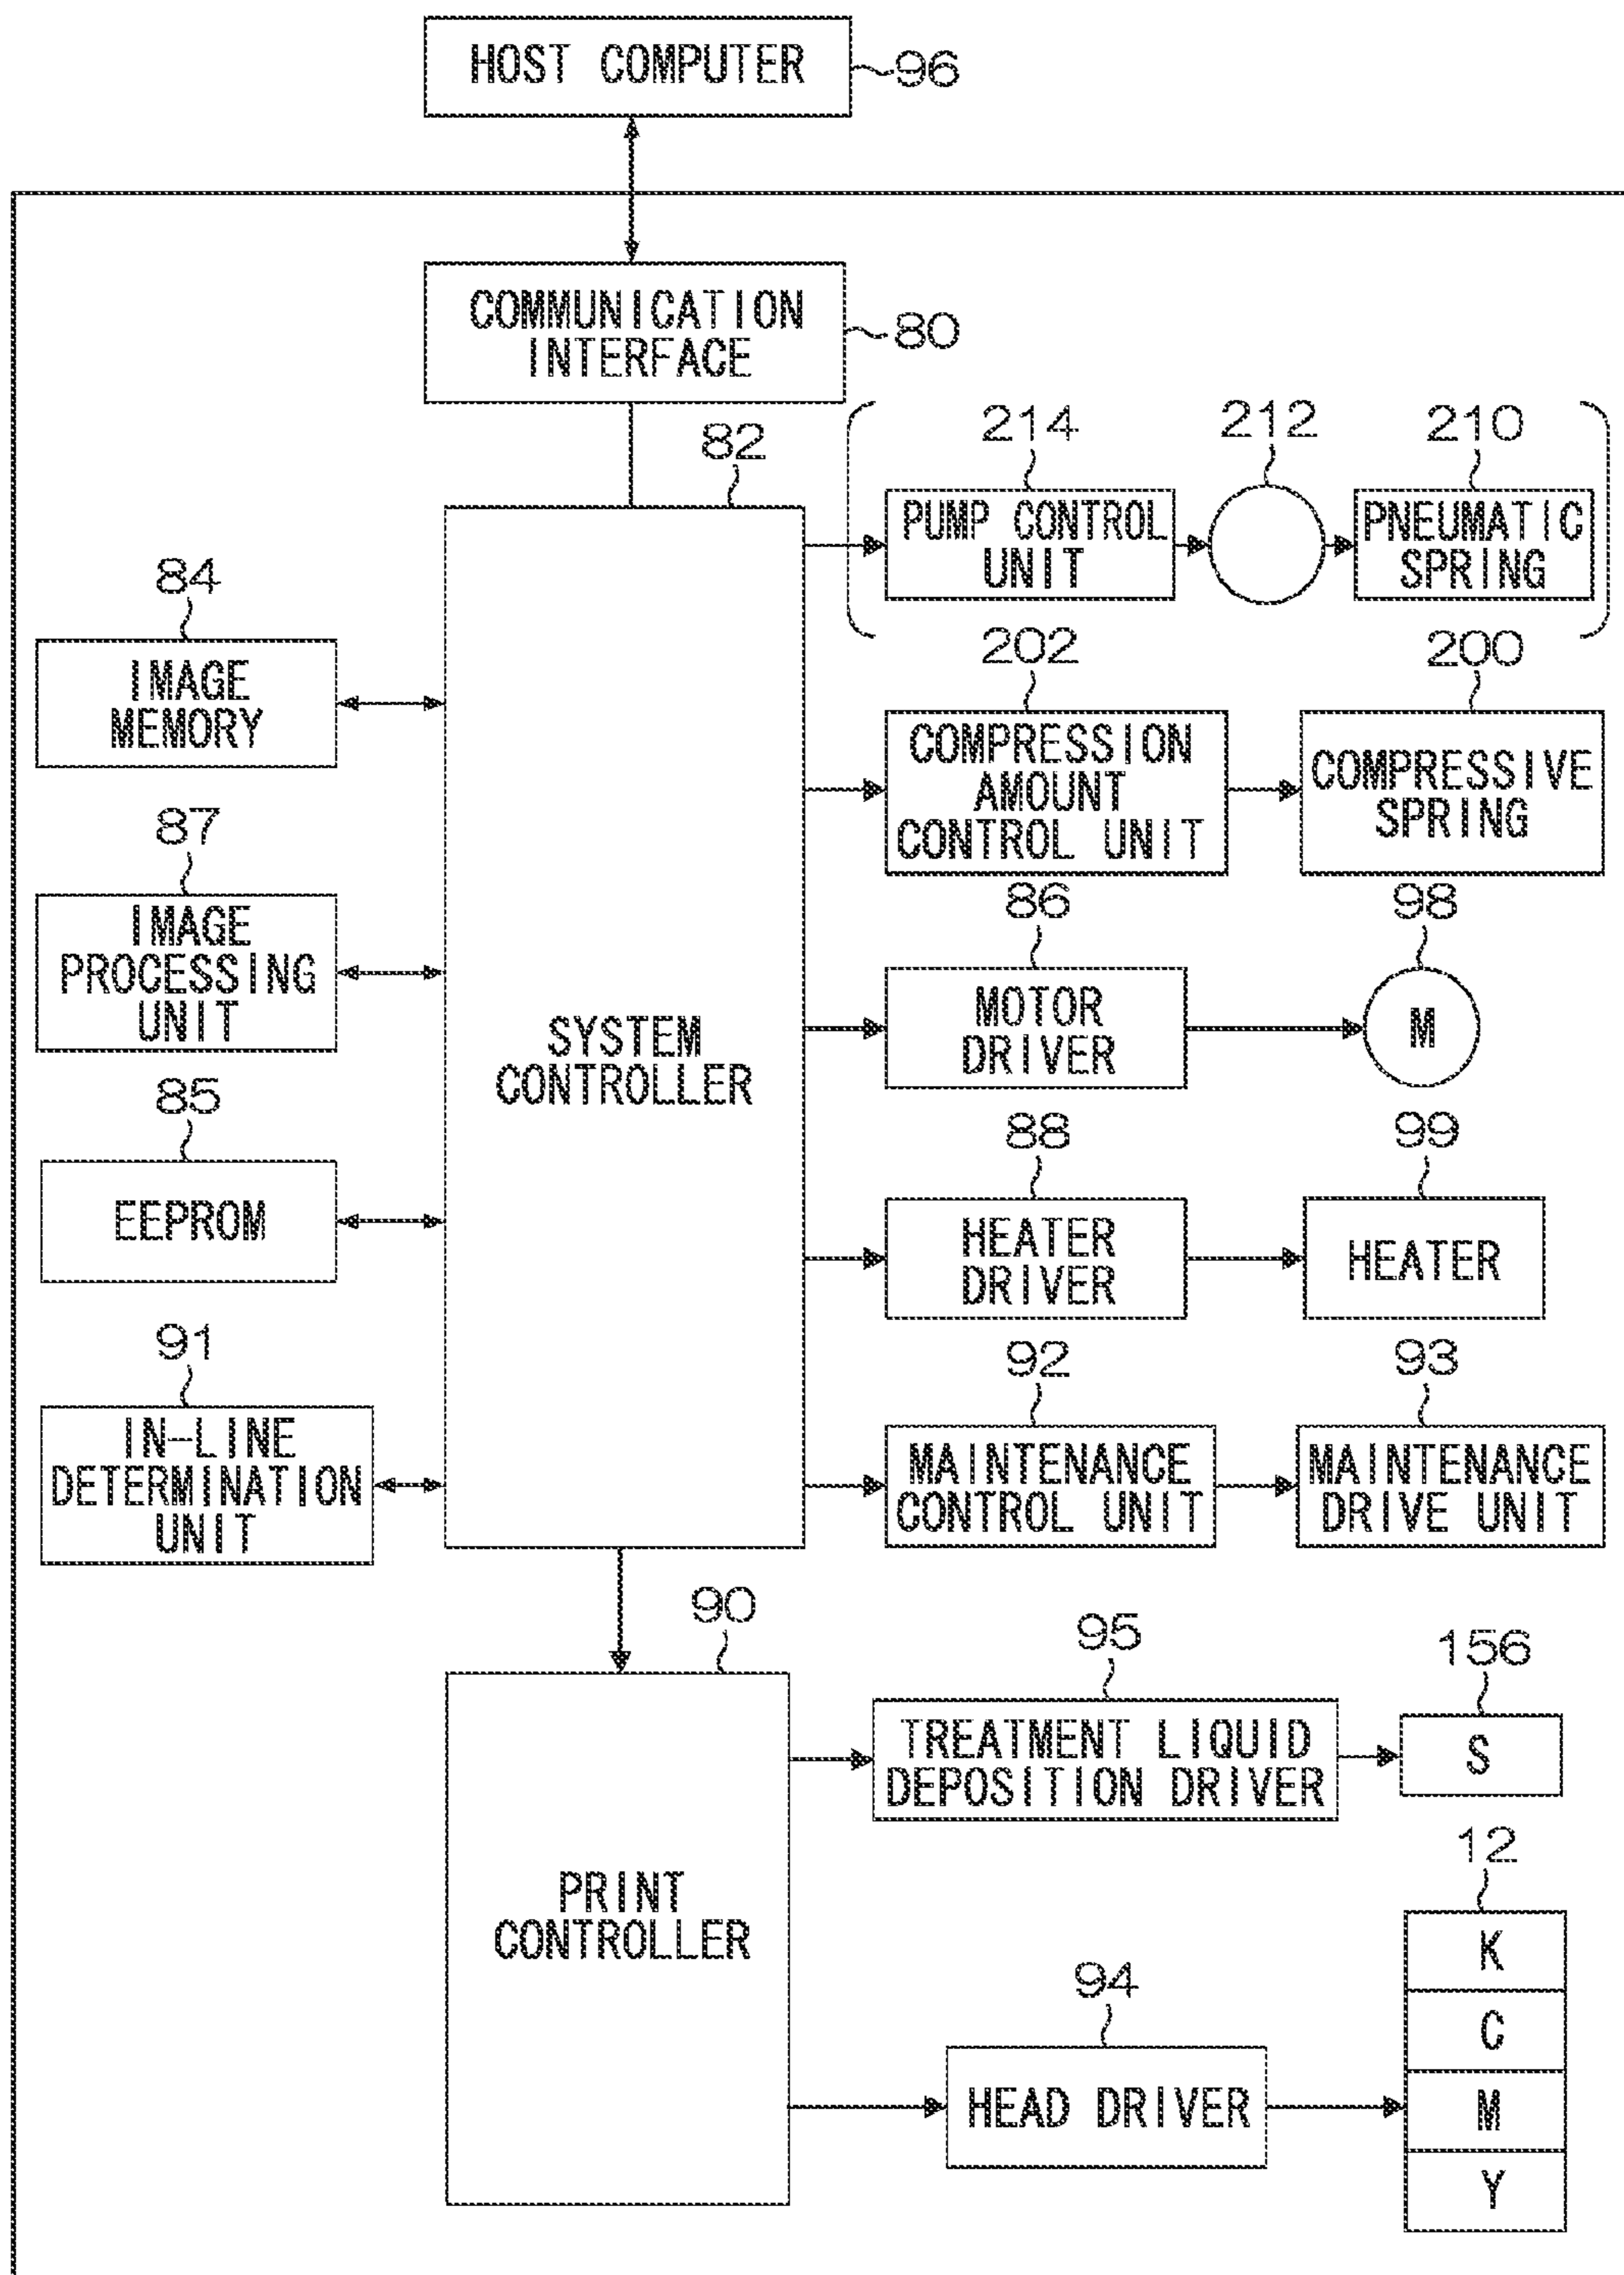 HOST COMPUTER
96
COMMUNICATION
INTERFACE
80
82
214
212
210
PUMP CONTROL
UNIT
PNEUMATIC
SPRING
84
IMAGE
MEMORY
202
200
COMPRESSION
AMOUNT
CONTROL UNIT
COMPRESSIVE
SPRING
87
IMAGE
PROCESSING
UNIT
SYSTEM
CONTROLLER
86
98
MOTOR
DRIVER
M
85
EEPROM
88
99
HEATER
DRIVER
HEATER
91
IN-LINE
DETERMINATION
UNIT
92
93
MAINTENANCE
CONTROL UNIT
MAINTENANCE
DRIVE UNIT
90
PRINT
CONTROLLER
95
156
TREATMENT LIQUID
DEPOSITION DRIVER
S
12
94
HEAD DRIVER
K
C
M
Y